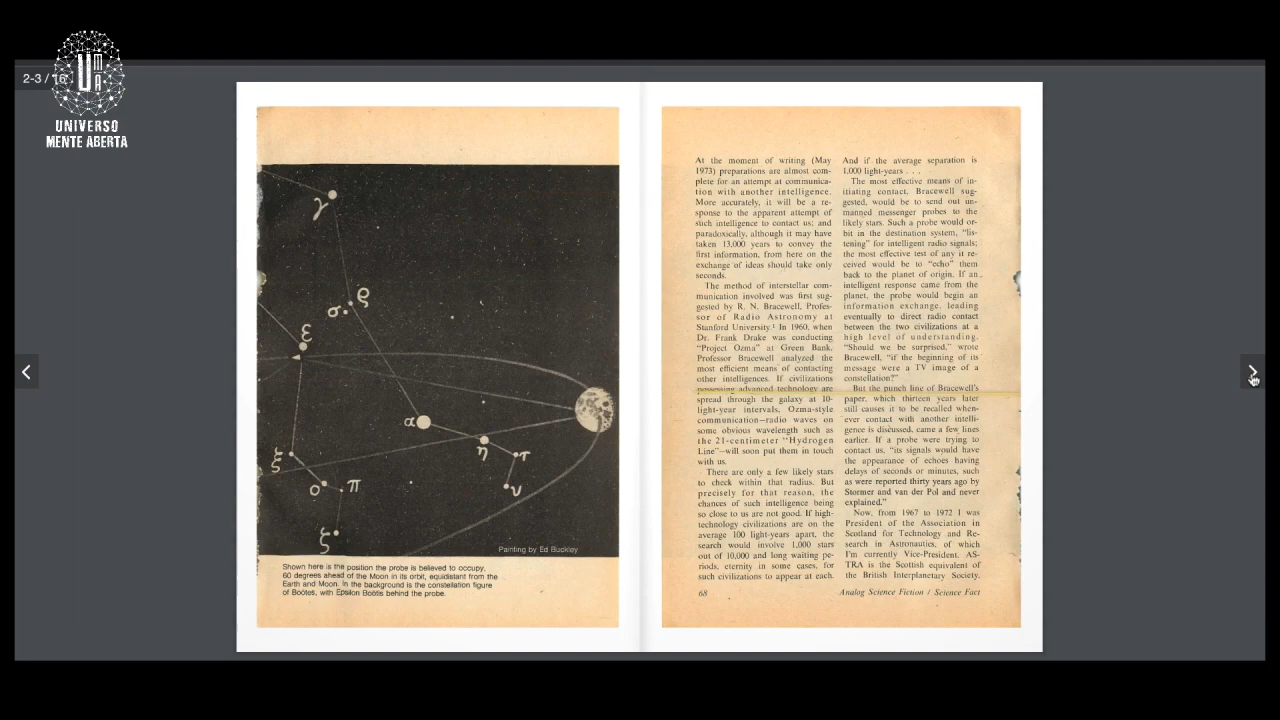 2-3 / 16
UMA
UNIVERSO
MENTE ABERTA
γ
ρ
σ
ε
α
η
τ
υ
ξ
ο
π
ξ
Painting by Ed Buckley
Shown here is the position the probe is believed to occupy,
60 degrees ahead of the Moon in its orbit, equidistant from the
Earth and Moon. In the background is the constellation figure
of Boötes, with Epsilon Boötis behind the probe.
At the moment of writing (May
1973) preparations are almost com-
plete for an attempt at communica-
tion with another intelligence.
More accurately, it will be a re-
sponse to the apparent attempt of
such intelligence to contact us; and
paradoxically, although it may have
taken 13,000 years to convey the
first information, from here on the
exchange of ideas should take only
seconds.
The method of interstellar com-
munication involved was first sug-
gested by R. N. Bracewell, Profes-
sor of Radio Astronomy at
Stanford University.¹ In 1960, when
Dr. Frank Drake was conducting
"Project Ozma" at Green Bank,
Professor Bracewell analyzed the
most efficient means of contacting
other intelligences. If civilizations
possessing advanced technology are
spread through the galaxy at 10-
light-year intervals, Ozma-style
communication—radio waves on
some obvious wavelength such as
the 21-centimeter "Hydrogen
Line"—will soon put them in touch
with us.
There are only a few likely stars
to check within that radius. But
precisely for that reason, the
chances of such intelligence being
so close to us are not good. If high-
technology civilizations are on the
average 100 light-years apart, the
search would involve 1,000 stars
out of 10,000 and long waiting pe-
riods, eternity in some cases, for
such civilizations to appear at each.
And if the average separation is
1,000 light-years . . .
The most effective means of in-
itiating contact, Bracewell sug-
gested, would be to send out un-
manned messenger probes to the
likely stars. Such a probe would or-
bit in the destination system, "lis-
tening" for intelligent radio signals;
the most effective test of any it re-
ceived would be to "echo" them
back to the planet of origin. If an
intelligent response came from the
planet, the probe would begin an
information exchange, leading
eventually to direct radio contact
between the two civilizations at a
high level of understanding.
"Should we be surprised," wrote
Bracewell, "if the beginning of its
message were a TV image of a
constellation?"
But the punch line of Bracewell's
paper, which thirteen years later
still causes it to be recalled when-
ever contact with another intelli-
gence is discussed, came a few lines
earlier. If a probe were trying to
contact us, "its signals would have
the appearance of echoes having
delays of seconds or minutes, such
as were reported thirty years ago by
Stormer and van der Pol and never
explained."
Now, from 1967 to 1972 I was
President of the Association in
Scotland for Technology and Re-
search in Astronautics, of which
I'm currently Vice-President. AS-
TRA is the Scottish equivalent of
the British Interplanetary Society.
68
Analog Science Fiction / Science Fact